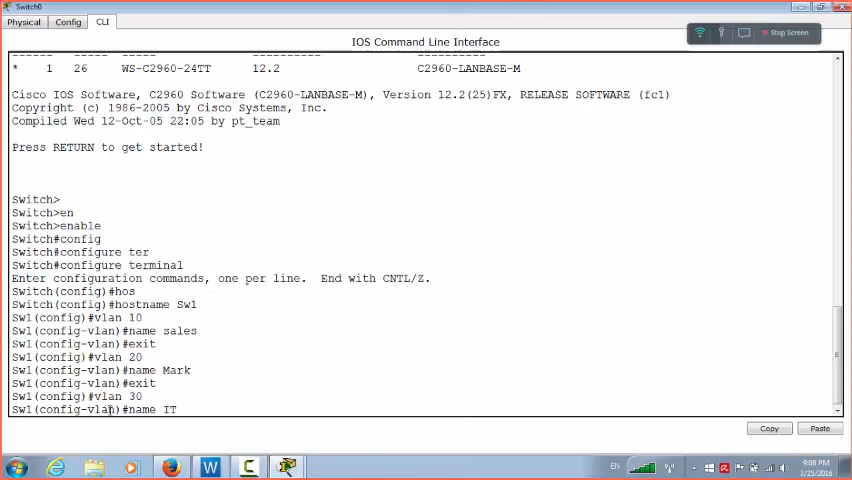 Switch0
Physical Config CLI
IOS Command Line Interface
Stop Screen
* 1 26 WS-C2960-24TT 12.2 C2960-LANBASE-M
Cisco IOS Software, C2960 Software (C2960-LANBASE-M), Version 12.2(25)FX, RELEASE SOFTWARE (fc1)
Copyright (c) 1986-2005 by Cisco Systems, Inc.
Compiled Wed 12-Oct-05 22:05 by pt_team
Press RETURN to get started!
Switch>
Switch>en
Switch>enable
Switch#config
Switch#configure ter
Switch#configure terminal
Enter configuration commands, one per line. End with CNTL/Z.
Switch(config)#hos
Switch(config)#hostname Sw1
Sw1(config)#vlan 10
Sw1(config-vlan)#name sales
Sw1(config-vlan)#exit
Sw1(config)#vlan 20
Sw1(config-vlan)#name Mark
Sw1(config-vlan)#exit
Sw1(config)#vlan 30
Sw1(config-vlan)#name IT
Copy Paste
EN
9:08 PM
3/25/2016